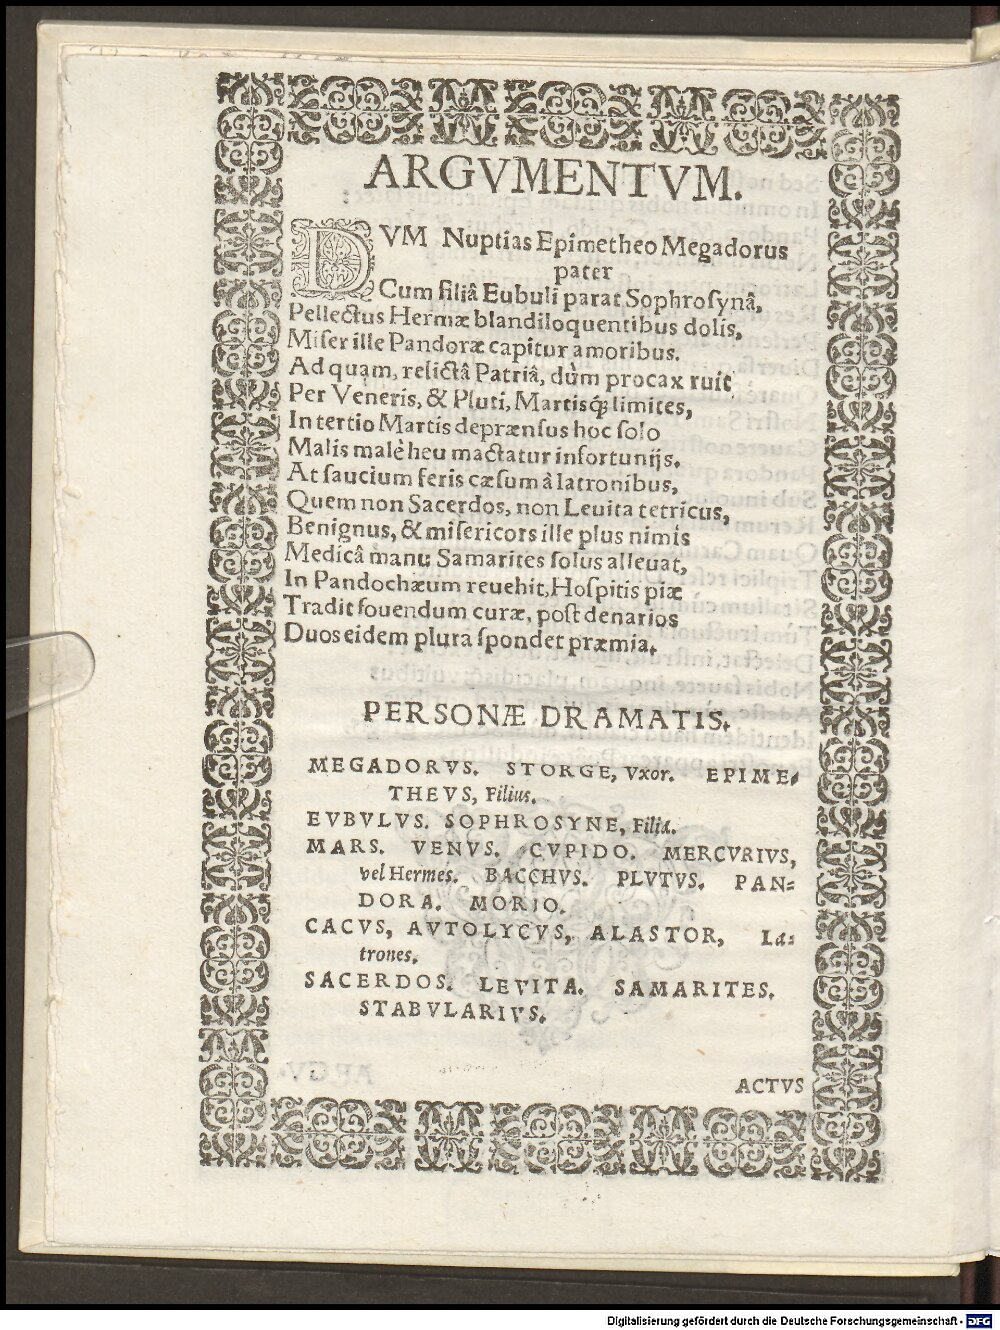 ARGVMENTVM.
DVM Nuptias Epimetheo Megadorus
pater
Cum filiâ Eubuli parat Sophroſynâ,
Pellectus Hermæ blandiloquentibus dolis,
Miſer ille Pandoræ capitur amoribus.
Ad quam, relictâ Patriâ, dùm procax ruit
Per Veneris, & Pluti, Martisq́; limites,
In tertio Martis deprænſus hoc ſolo
Malis malè heu mactatur infortunijs.
At ſaucium feris cæſum à latronibus,
Quem non Sacerdos, non Leuita tetricus,
Benignus, & miſericors ille plus nimis
Medicâ manu; Samarites ſolus alleuat,
In Pandochæum reuehit, Hoſpitis piæ
Tradit fouendum curæ, poſt denarios
Duos eidem plura ſpondet præmia.
PERSONÆ DRAMATIS.
MEGADORVS. STORGE, Vxor. EPIME-
THEVS, Filius.
EVBVLVS. SOPHROSYNE, Filia.
MARS. VENVS. CVPIDO. MERCVRIVS,
vel Hermes. BACCHVS. PLVTVS. PAN=
DORA. MORIO.
CACVS, AVTOLYCVS, ALASTOR, La=
trones.
SACERDOS. LEVITA. SAMARITES.
STABVLARIVS.
ACTVS
Digitalisierung gefördert durch die Deutsche Forschungsgemeinschaft - DFG